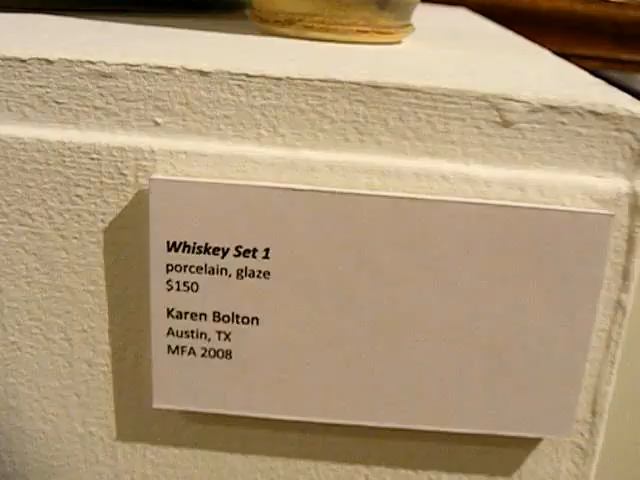 Whiskey Set 1
porcelain, glaze
$150
Karen Bolton
Austin, TX
MFA 2008